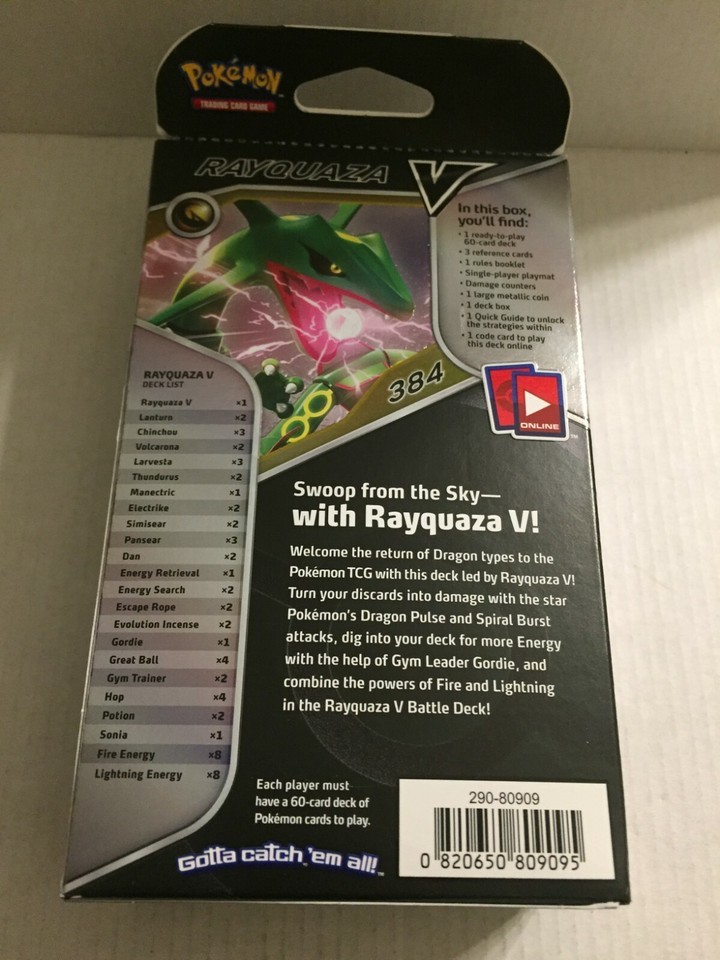 POKéMON
TRADING CARD GAME
RAYQUAZA V
In this box,
you'll find:
• 1 ready-to-play
60-card deck
• 3 reference cards
• 1 rules booklet
• Single-player playmat
• Damage counters
• 1 large metallic coin
• 1 deck box
• 1 Quick Guide to unlock
the strategies within
• 1 code card to play
this deck online
384
ONLINE
RAYQUAZA V
DECK LIST
Rayquaza V ×1
Lanturn ×2
Chinchou ×3
Volcarona ×2
Larvesta ×3
Thundurus ×2
Manectric ×1
Electrike ×2
Simisear ×2
Pansear ×3
Dan ×2
Energy Retrieval ×1
Energy Search ×2
Escape Rope ×2
Evolution Incense ×2
Gordie ×1
Great Ball ×4
Gym Trainer ×2
Hop ×4
Potion ×2
Sonia ×1
Fire Energy ×8
Lightning Energy ×8
Swoop from the Sky—
with Rayquaza V!
Welcome the return of Dragon types to the
Pokémon TCG with this deck led by Rayquaza V!
Turn your discards into damage with the star
Pokémon's Dragon Pulse and Spiral Burst
attacks, dig into your deck for more Energy
with the help of Gym Leader Gordie, and
combine the powers of Fire and Lightning
in the Rayquaza V Battle Deck!
Each player must
have a 60-card deck of
Pokémon cards to play.
Gotta catch 'em all!™
290-80909
0 820650 809095